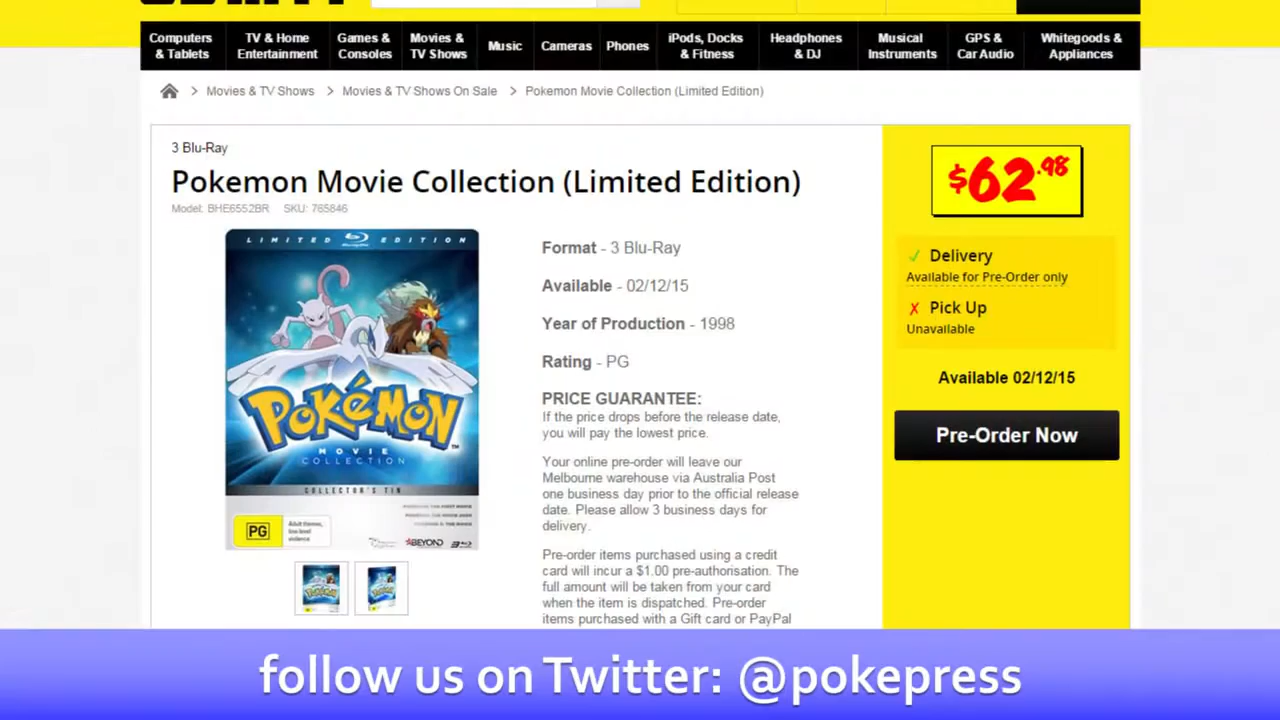 Computers & Tablets
TV & Home Entertainment
Games & Consoles
Movies & TV Shows
Music
Cameras
Phones
iPods, Docks & Fitness
Headphones & DJ
Musical Instruments
GPS & Car Audio
Whitegoods & Appliances
Movies & TV Shows
Movies & TV Shows On Sale
Pokemon Movie Collection (Limited Edition)
3 Blu-Ray
Pokemon Movie Collection (Limited Edition)
Model: BHE6552BR SKU: 765846
LIMITED EDITION
POKéMON
MOVIE
COLLECTION
COLLECTOR'S TIN
PG
BEYOND
Format - 3 Blu-Ray
Available - 02/12/15
Year of Production - 1998
Rating - PG
PRICE GUARANTEE:
If the price drops before the release date,
you will pay the lowest price.
Your online pre-order will leave our
Melbourne warehouse via Australia Post
one business day prior to the official release
date. Please allow 3 business days for
delivery.
Pre-order items purchased using a credit
card will incur a $1.00 pre-authorisation. The
full amount will be taken from your card
when the item is dispatched. Pre-order
items purchased with a Gift card or PayPal
$62.98
Delivery
Available for Pre-Order only
Pick Up
Unavailable
Available 02/12/15
Pre-Order Now
follow us on Twitter: @pokepress